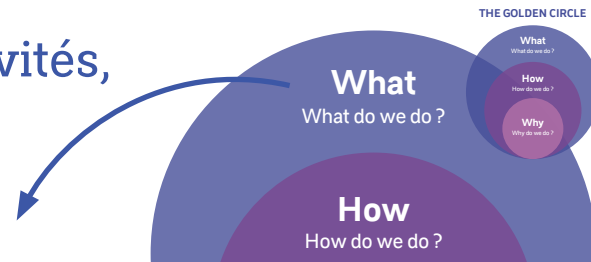 THE GOLDEN CIRCLE
What
What do we do ?
How
How do we do ?
Why
Why do we do ?
vités,
What
What do we do ?
How
How do we do ?